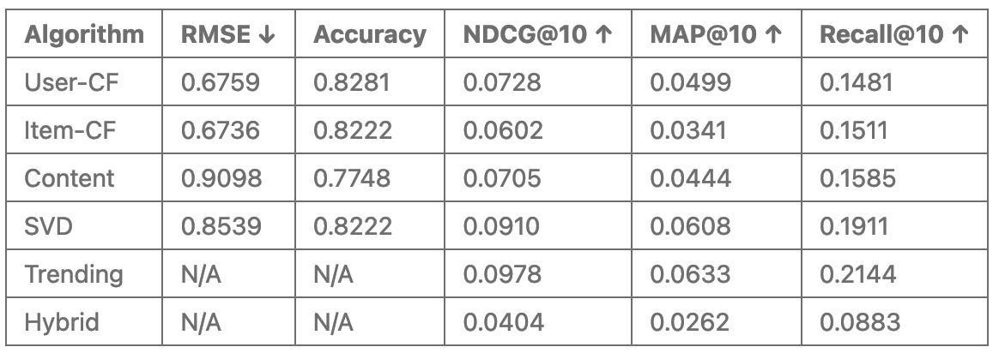 Algorithm RMSE ↓ Accuracy NDCG@10 ↑ MAP@10 ↑ Recall@10 ↑
User-CF 0.6759 0.8281 0.0728 0.0499 0.1481
Item-CF 0.6736 0.8222 0.0602 0.0341 0.1511
Content 0.9098 0.7748 0.0705 0.0444 0.1585
SVD 0.8539 0.8222 0.0910 0.0608 0.1911
Trending N/A N/A 0.0978 0.0633 0.2144
Hybrid N/A N/A 0.0404 0.0262 0.0883